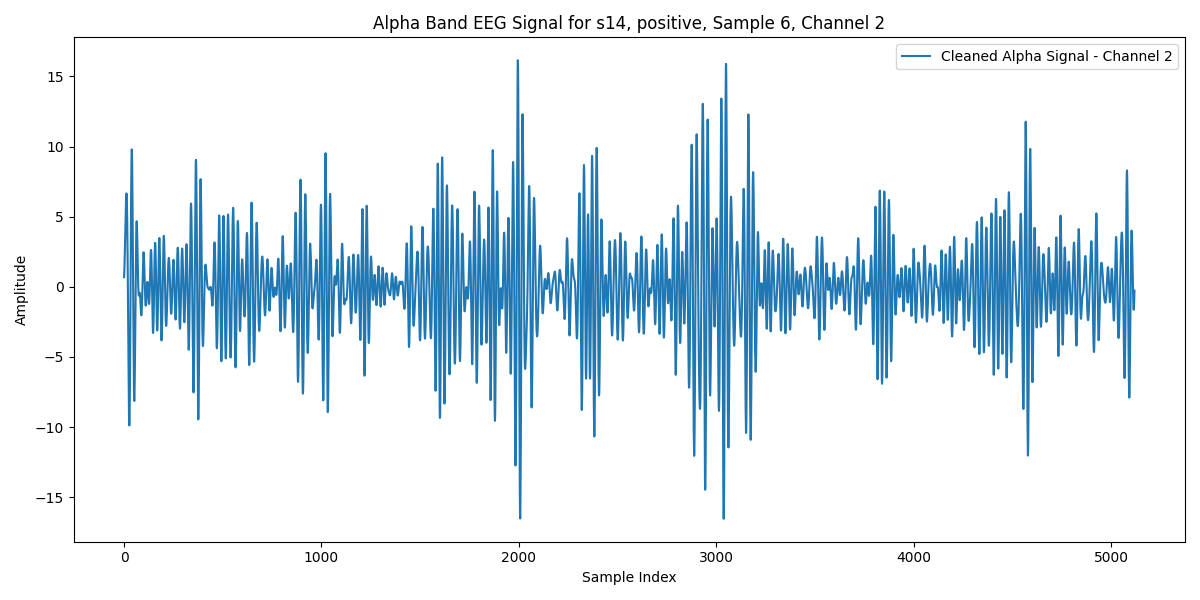 Alpha Band EEG Signal for s14, positive, Sample 6, Channel 2
Cleaned Alpha Signal - Channel 2
Amplitude
15
10
5
0
−5
−10
−15
0 1000 2000 3000 4000 5000
Sample Index